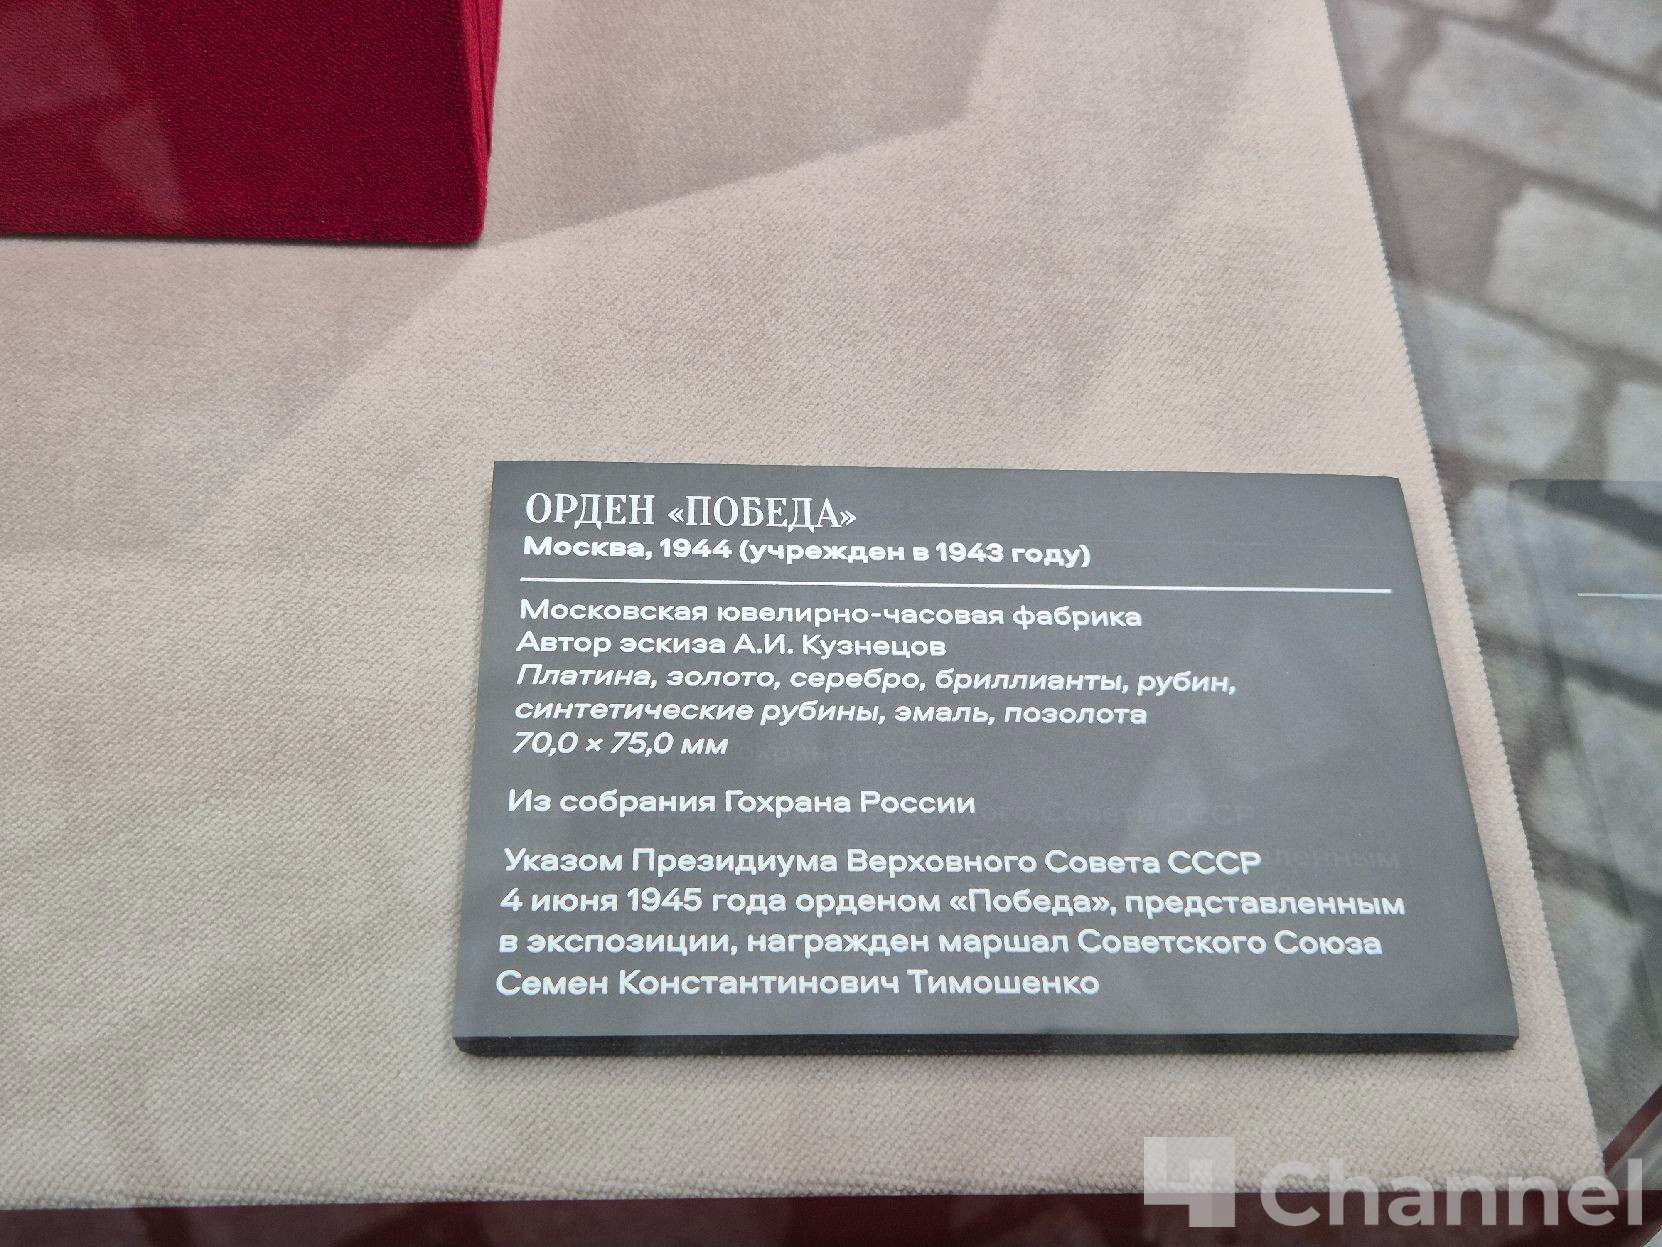 ОРДЕН «ПОБЕДА»
Москва, 1944 (учрежден в 1943 году)
Московская ювелирно-часовая фабрика
Автор эскиза А.И. Кузнецов
Платина, золото, серебро, бриллианты, рубин,
синтетические рубины, эмаль, позолота
70,0 × 75,0 мм
Из собрания Гохрана России
Указом Президиума Верховного Совета СССР
4 июня 1945 года орденом «Победа», представленным
в экспозиции, награжден маршал Советского Союза
Семен Константинович Тимошенко
Channel